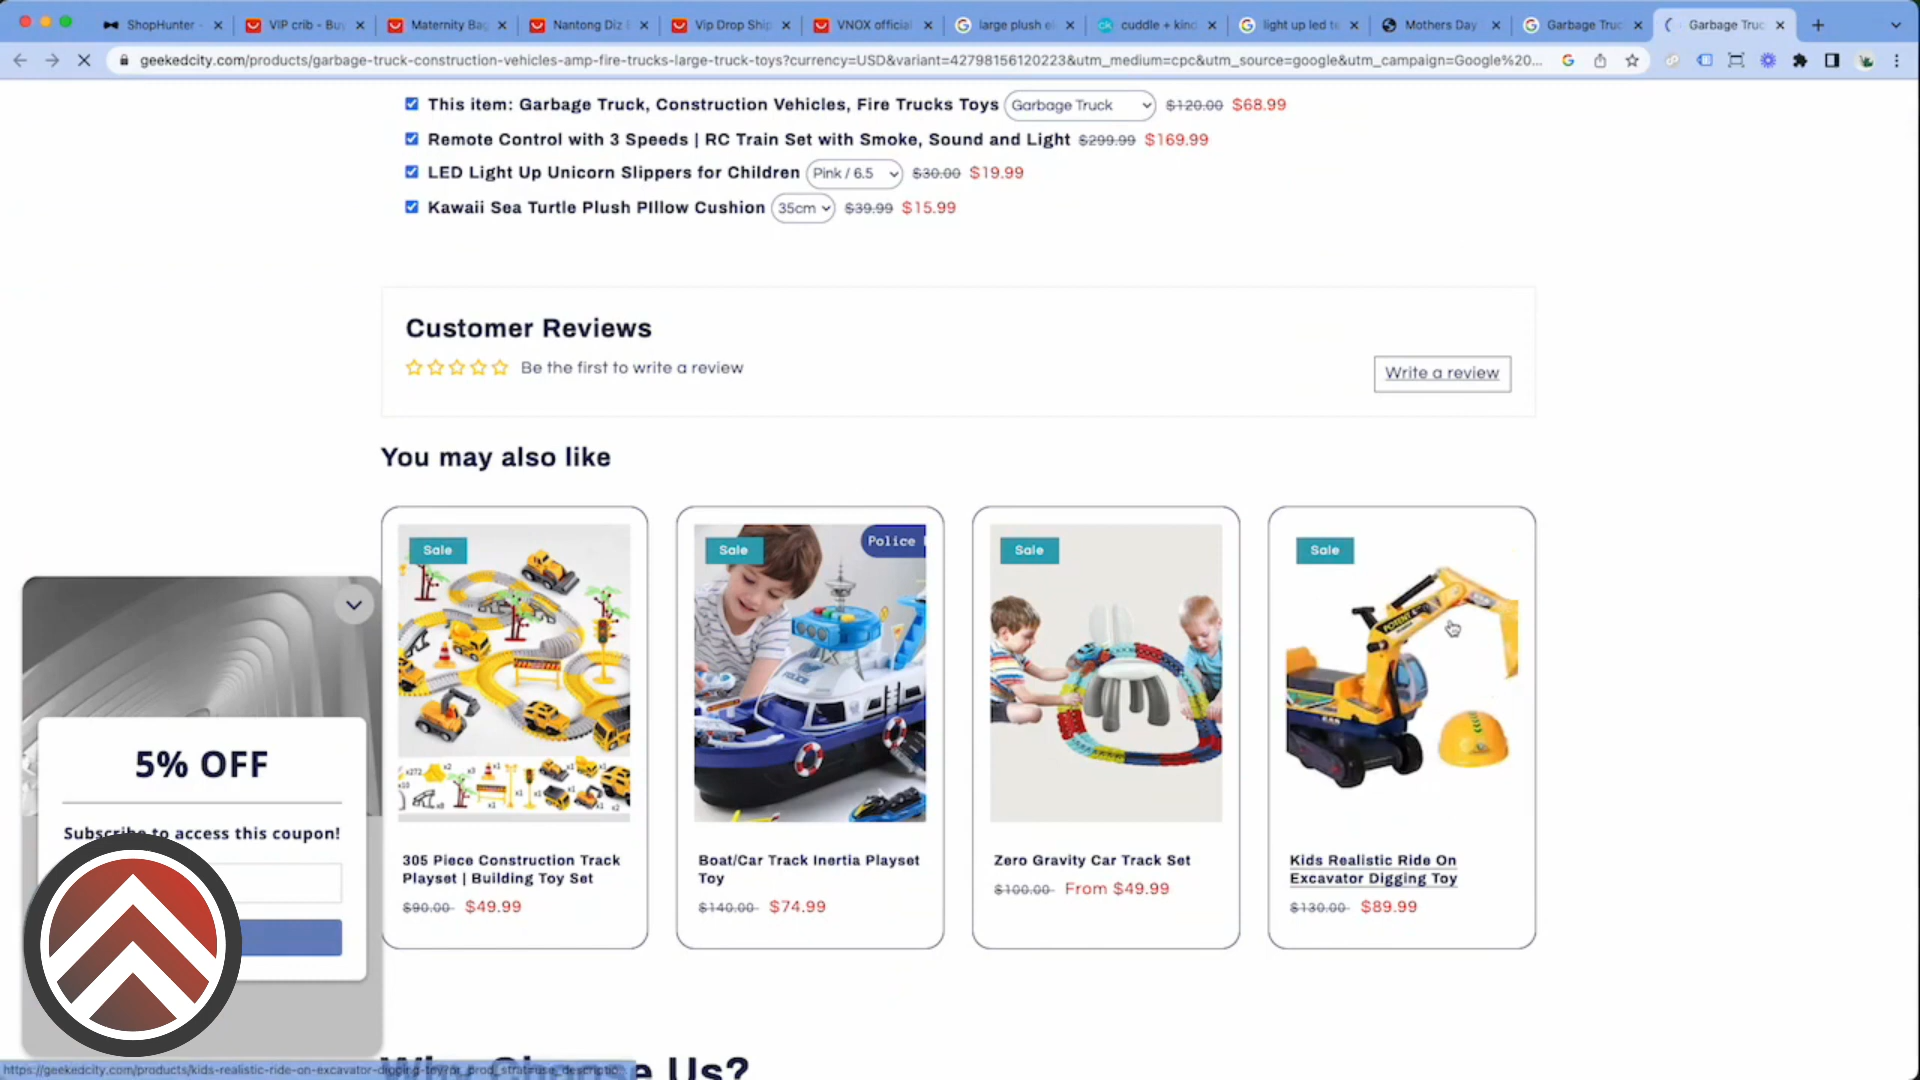 ShopHunter -
VIP crib - Buy
Maternity Bag
Nantong Diz
Vip Drop Ship
VNOX official
large plush el
cuddle + kind
light up led te
Mothers Day
Garbage Truc
Garbage Truc
geekedcity.com/products/garbage-truck-construction-vehicles-amp-fire-trucks-large-truck-toys?currency=USD&variant=42798156120223&utm_medium=cpc&utm_source=google&utm_campaign=Google%20...
This item: Garbage Truck, Construction Vehicles, Fire Trucks Toys Garbage Truck $120.00 $68.99
Remote Control with 3 Speeds | RC Train Set with Smoke, Sound and Light $299.99 $169.99
LED Light Up Unicorn Slippers for Children Pink / 6.5 $30.00 $19.99
Kawaii Sea Turtle Plush PIllow Cushion 35cm $39.99 $15.99
Customer Reviews
Be the first to write a review
Write a review
You may also like
Sale
Sale
Police
Sale
Sale
POLICE
305 Piece Construction Track
Playset | Building Toy Set
$90.00 $49.99
Boat/Car Track Inertia Playset
Toy
$140.00 $74.99
Zero Gravity Car Track Set
$100.00 From $49.99
Kids Realistic Ride On
Excavator Digging Toy
$130.00 $89.99
5% OFF
Subscribe to access this coupon!
Why Choose Us?
https://geekedcity.com/products/kids-realistic-ride-on-excavator-digging-toy?pr_prod_strat=use_descriptio...